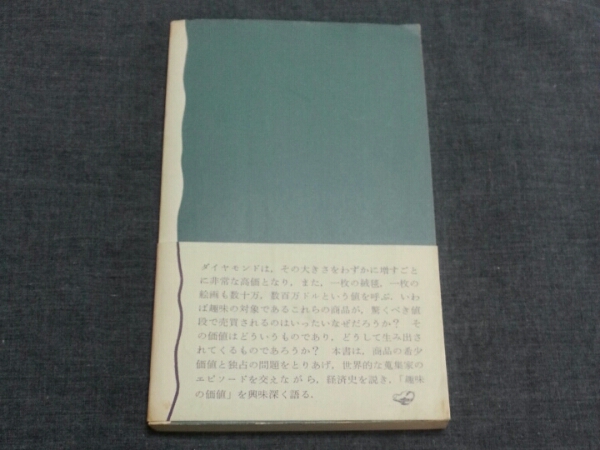 ダイヤモンドは，その大きさをわずかに増すごと
に非常な高価となり，また，一枚の絨毯，一枚の
絵画も数十万，数百万ドルという値を呼ぶ．いわ
ば趣味の対象であるこれらの商品が，驚くべき値
段で売買されるのはいったいなぜだろうか？　そ
の価値はどういうものであり，どうして生み出さ
れてくるものであろうか？　本書は，商品の希少
価値と独占の問題をとりあげ，世界的な蒐集家の
エピソードを交えながら，経済史を説き，「趣味
の価値」を興味深く語る．